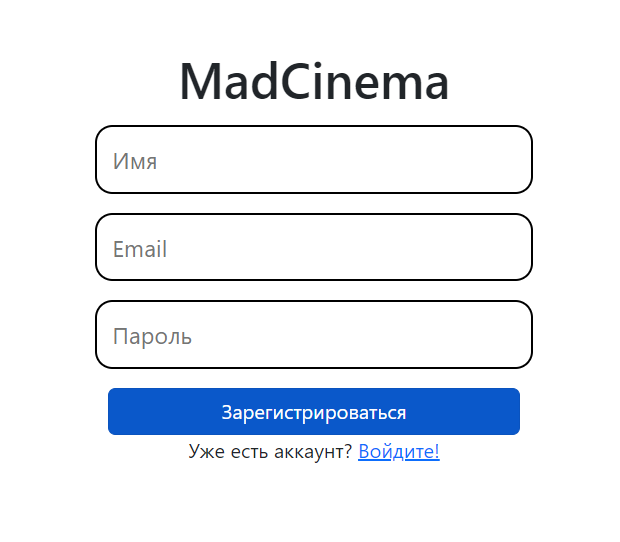 MadCinema
Имя
Email
Пароль
Зарегистрироваться
Уже есть аккаунт? Войдите!